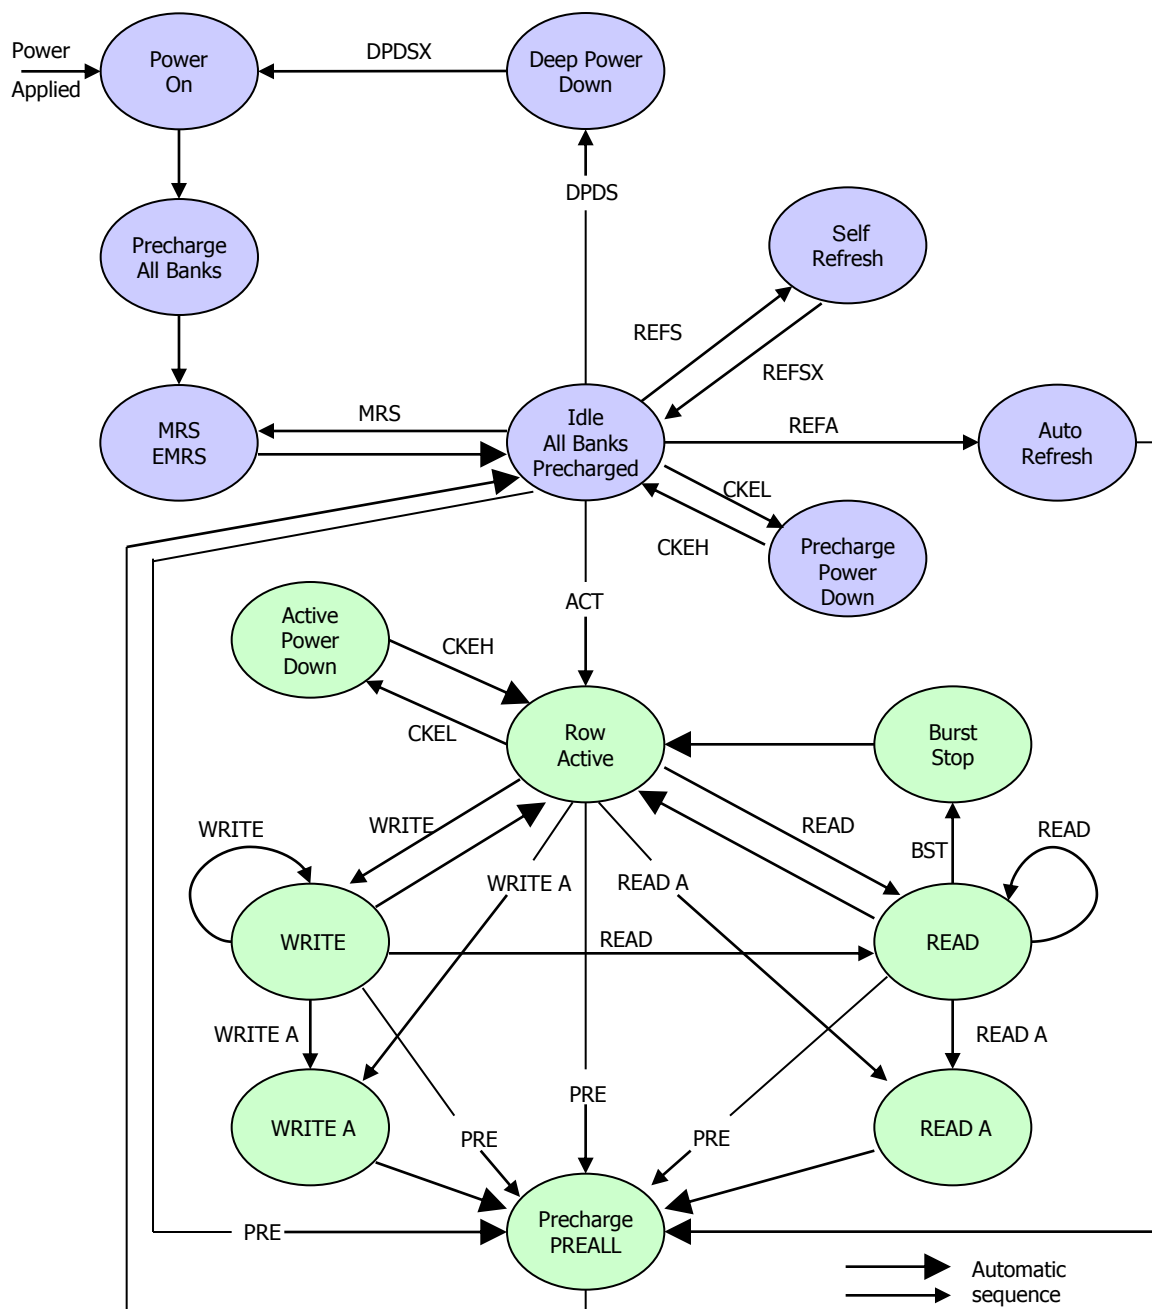 Power
Applied
Power
On
DPDSX
Deep Power
Down
DPDS
Precharge
All Banks
Self
Refresh
REFS
REFSX
MRS
EMRS
MRS
Idle
All Banks
Precharged
REFA
Auto
Refresh
CKEL
CKEH
Precharge
Power
Down
ACT
Active
Power
Down
CKEH
CKEL
Row
Active
Burst
Stop
WRITE
WRITE
READ
BST
READ
WRITE A
READ A
WRITE
READ
READ
WRITE A
READ A
PRE
WRITE A
PRE
PRE
READ A
PRE
Precharge
PREALL
Automatic
sequence